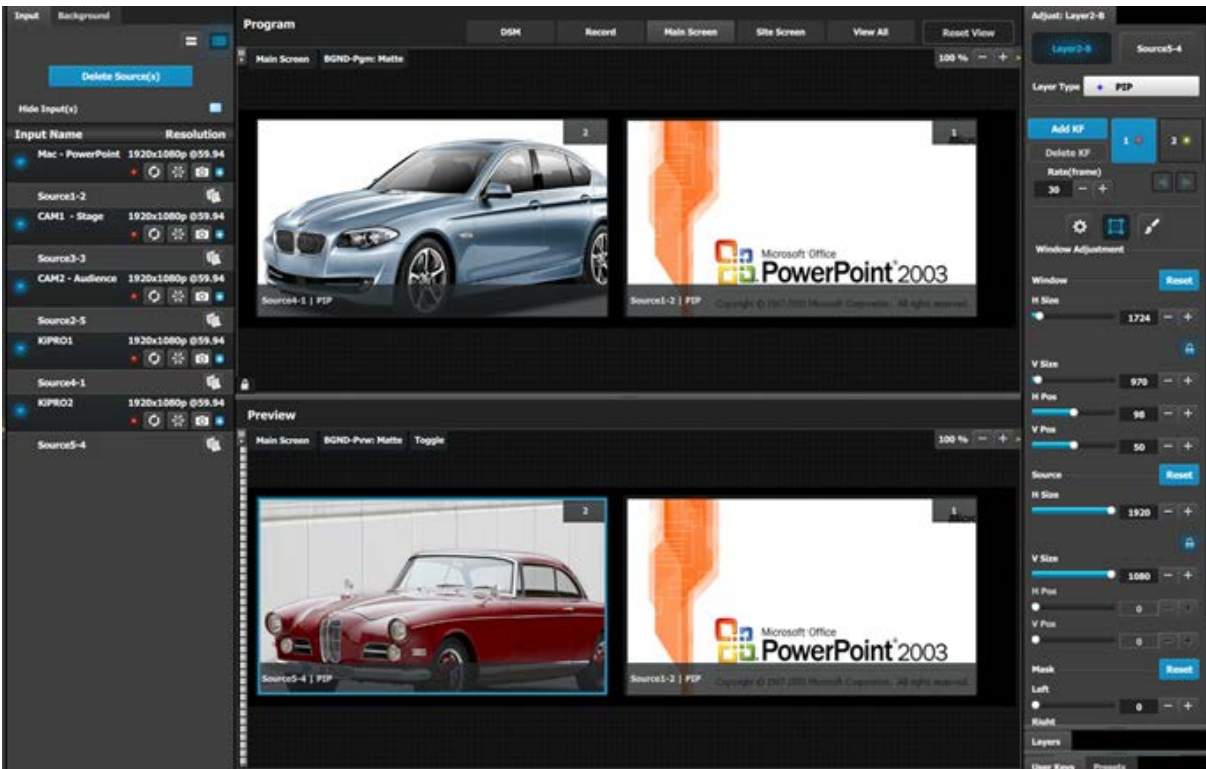 Input Background
Delete Source(s)
Hide Input(s)
Input Name Resolution
Mac - PowerPoint 1920x1080p @59.94
Source1-2
CAM1 - Stage 1920x1080p @59.94
Source3-3
CAM2 - Audience 1920x1080p @59.94
Source2-5
KiPRO1 1920x1080p @59.94
Source4-1
KiPRO2 1920x1080p @59.94
Source5-4
Program
DSM Record Main Screen Site Screen View All Reset View
Main Screen BGND-Pgm: Matte 100 %
2
Source4-1 | PIP
1
Microsoft Office
PowerPoint 2003
Source1-2 | PIP
Preview
Main Screen BGND-Pvw: Matte Toggle 100 %
2
Source5-4 | PIP
1
Microsoft Office
PowerPoint 2003
Source1-2 | PIP
Adjust: Layer2-B
Layer2-B Source5-4
Layer Type PIP
Add KF
Delete KF
1
Rate(frame)
30
Window Adjustment
Window Reset
H Size
1724
V Size
970
H Pos
98
V Pos
50
Source Reset
H Size
1920
V Size
1080
H Pos
0
V Pos
0
Mask Reset
Left
0
Right
Layers
User Keys Presets